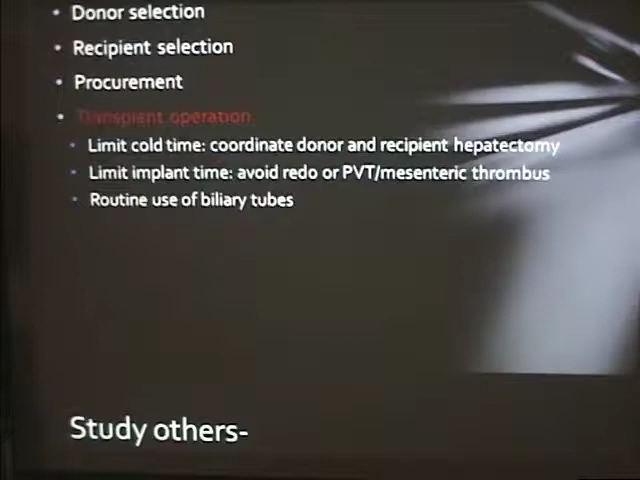 Donor selection
Recipient selection
Procurement
Transplent operation
Limit cold time: coordinate donor and recipient hepatectomy
Limit implant time: avoid redo or PVT/mesenteric thrombus
Routine use of biliary tubes
Study others-